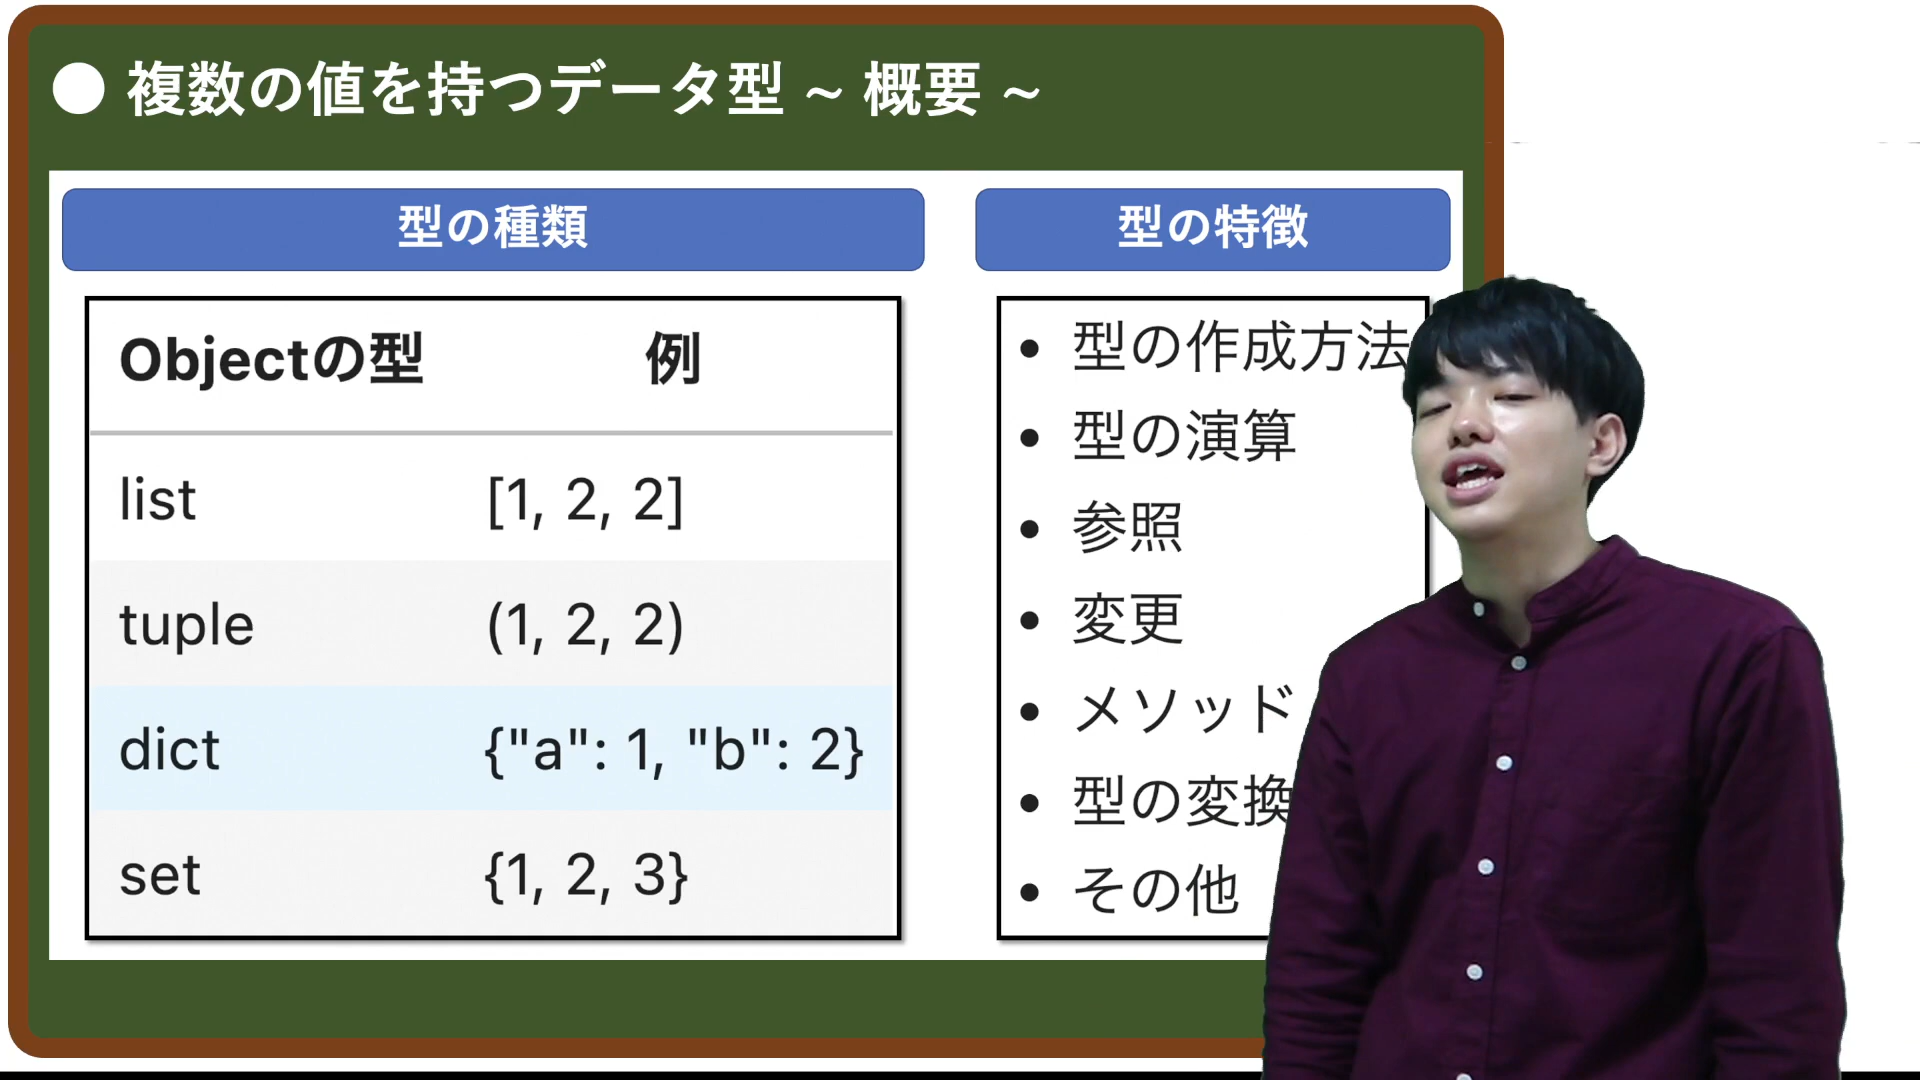 ● 複数の値を持つデータ型 ~ 概要 ~
型の種類
Objectの型 例
list [1, 2, 2]
tuple (1, 2, 2)
dict {"a": 1, "b": 2}
set {1, 2, 3}
型の特徴
• 型の作成方法
• 型の演算
• 参照
• 変更
• メソッド
• 型の変換
• その他